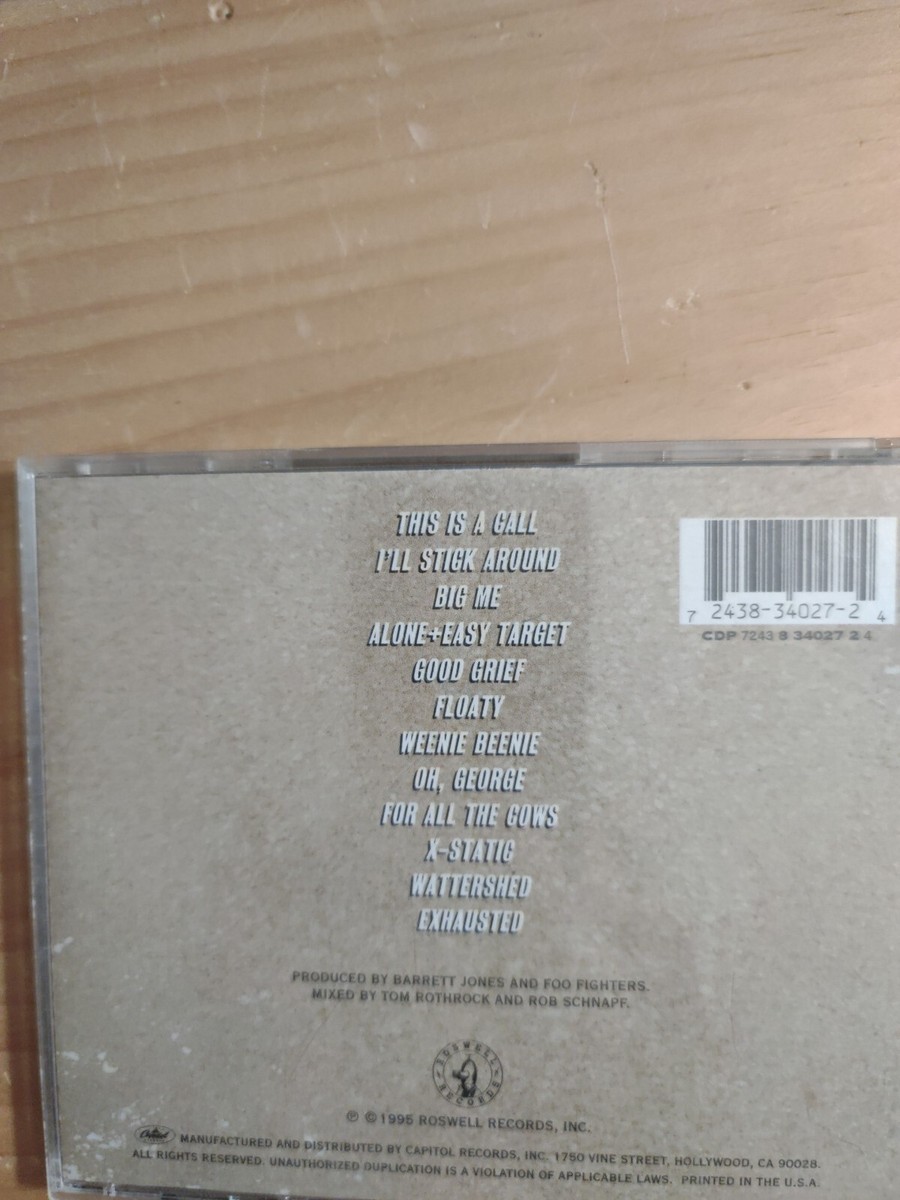 THIS IS A CALL
I'LL STICK AROUND
BIG ME
ALONE+EASY TARGET
GOOD GRIEF
FLOATY
WEENIE BEENIE
OH, GEORGE
FOR ALL THE COWS
X-STATIC
WATTERSHED
EXHAUSTED
7 2438-34027-2 4
CDP 7243 8 34027 2 4
PRODUCED BY BARRETT JONES AND FOO FIGHTERS.
MIXED BY TOM ROTHROCK AND ROB SCHNAPF.
ROSWELL RECORDS
℗ ©1995 ROSWELL RECORDS, INC.
Capitol MANUFACTURED AND DISTRIBUTED BY CAPITOL RECORDS, INC. 1750 VINE STREET, HOLLYWOOD, CA 90028.
ALL RIGHTS RESERVED. UNAUTHORIZED DUPLICATION IS A VIOLATION OF APPLICABLE LAWS. PRINTED IN THE U.S.A.